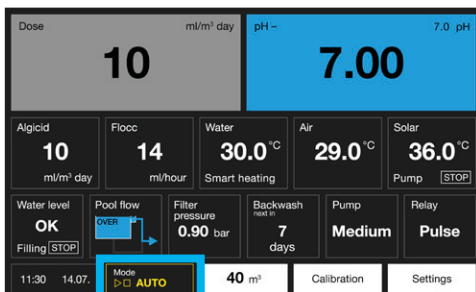 Dose ml/m³ day
10
pH – 7.0 pH
7.00
Algicid
10
ml/m³ day
Flocc
14
ml/hour
Water
30.0°C
Smart heating
Air
29.0°C
Solar
36.0°C
Pump STOP
Water level
OK
Filling STOP
Pool flow
OVER
Filter
pressure
0.90 bar
Backwash
next in
7
days
Pump
Medium
Relay
Pulse
11:30 14.07.
Mode
AUTO
40 m³
Calibration
Settings